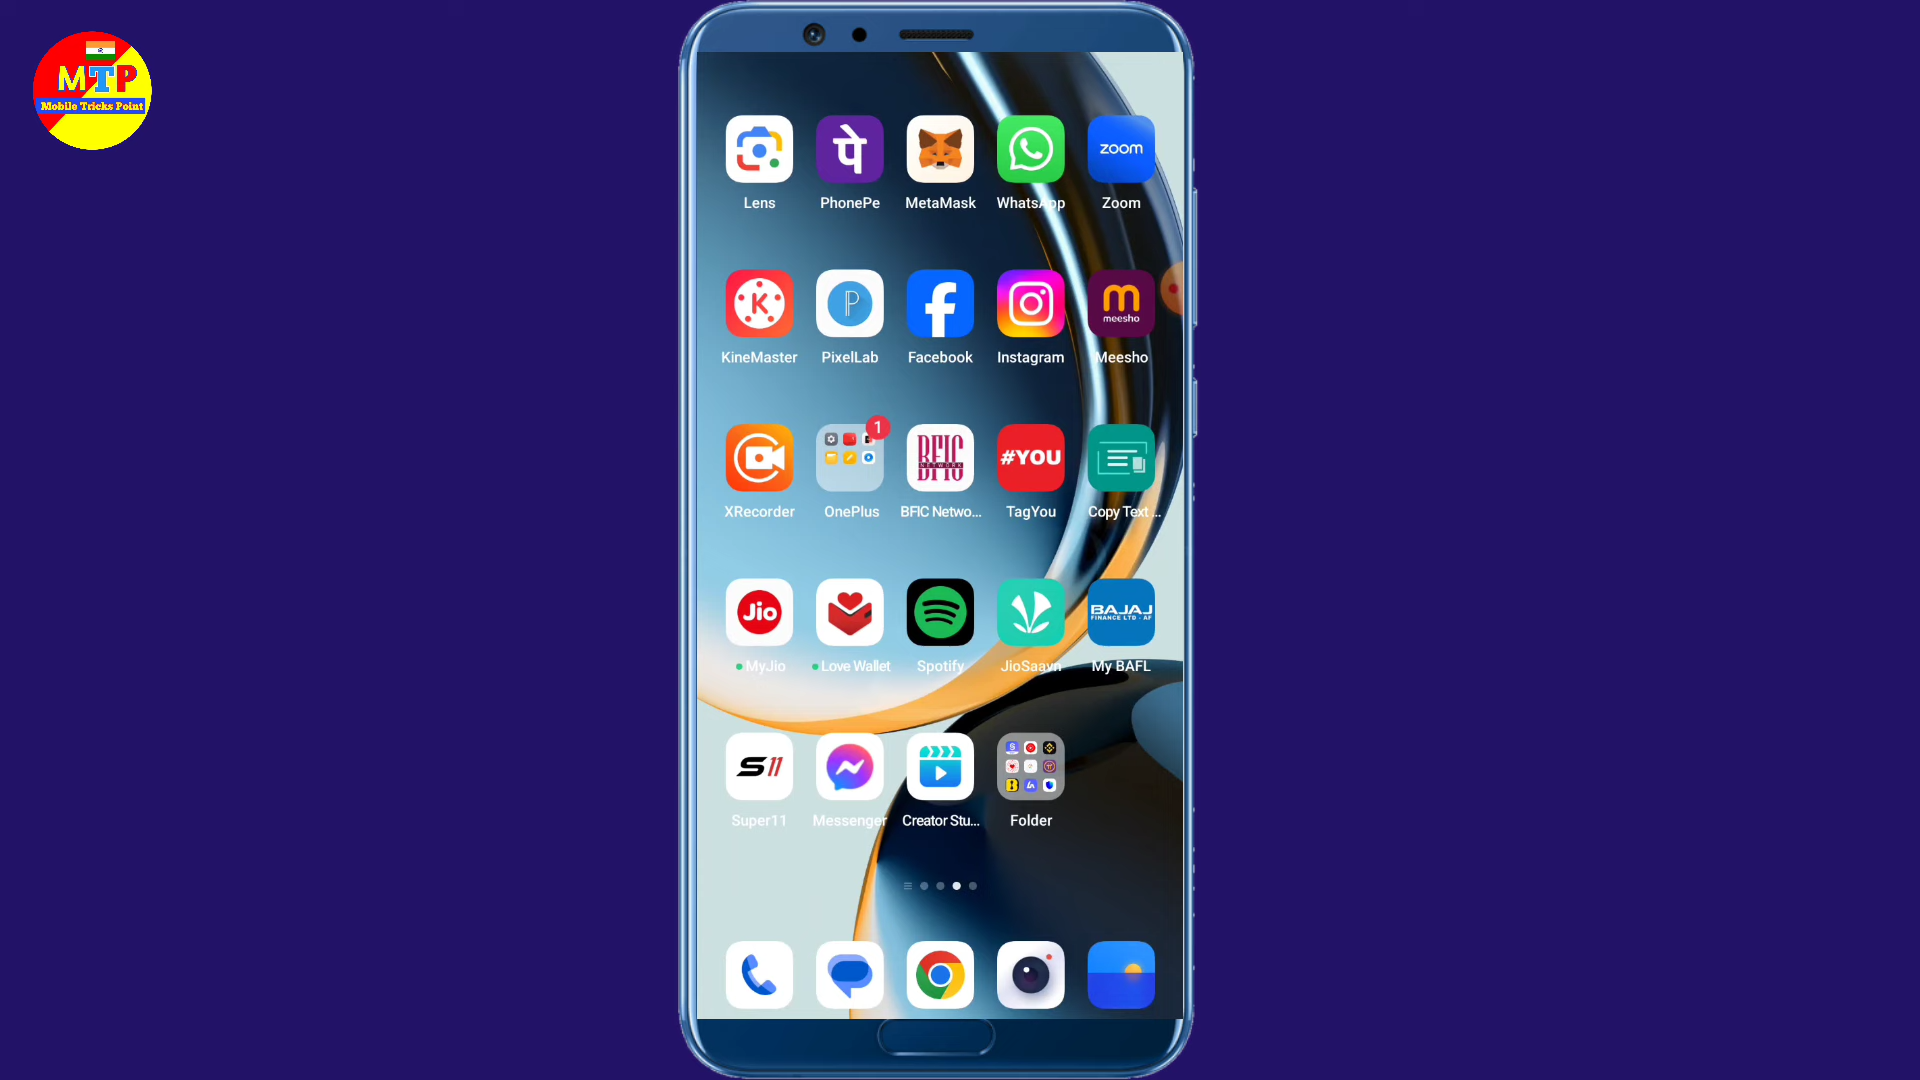 MTP
Mobile Tricks Point
पे
zoom
Lens
PhonePe
MetaMask
WhatsApp
Zoom
K
P
meesho
KineMaster
PixelLab
Facebook
Instagram
Meesho
1
BFIC
NETWORK
#YOU
XRecorder
OnePlus
BFIC Netwo...
TagYou
Copy Text ...
Jio
BAJAJ
FINANCE LTD - AF
MyJio
Love Wallet
Spotify
JioSaavn
My BAFL
S11
Super11
Messenger
Creator Stu...
Folder